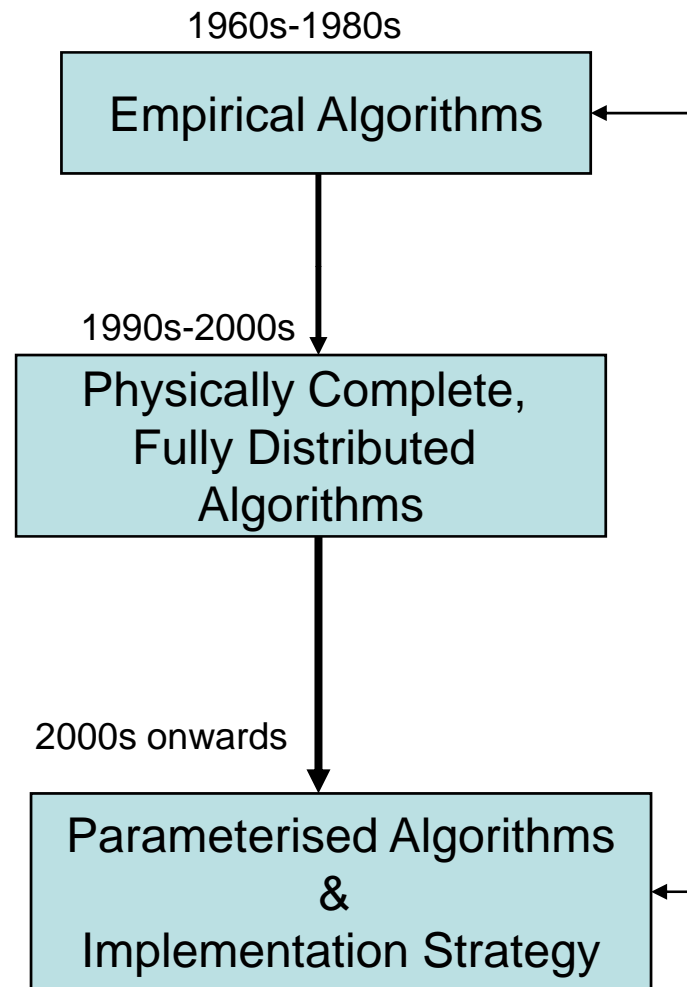 1960s-1980s
Empirical Algorithms
1990s-2000s
Physically Complete,
Fully Distributed
Algorithms
2000s onwards
Parameterised Algorithms
&
Implementation Strategy